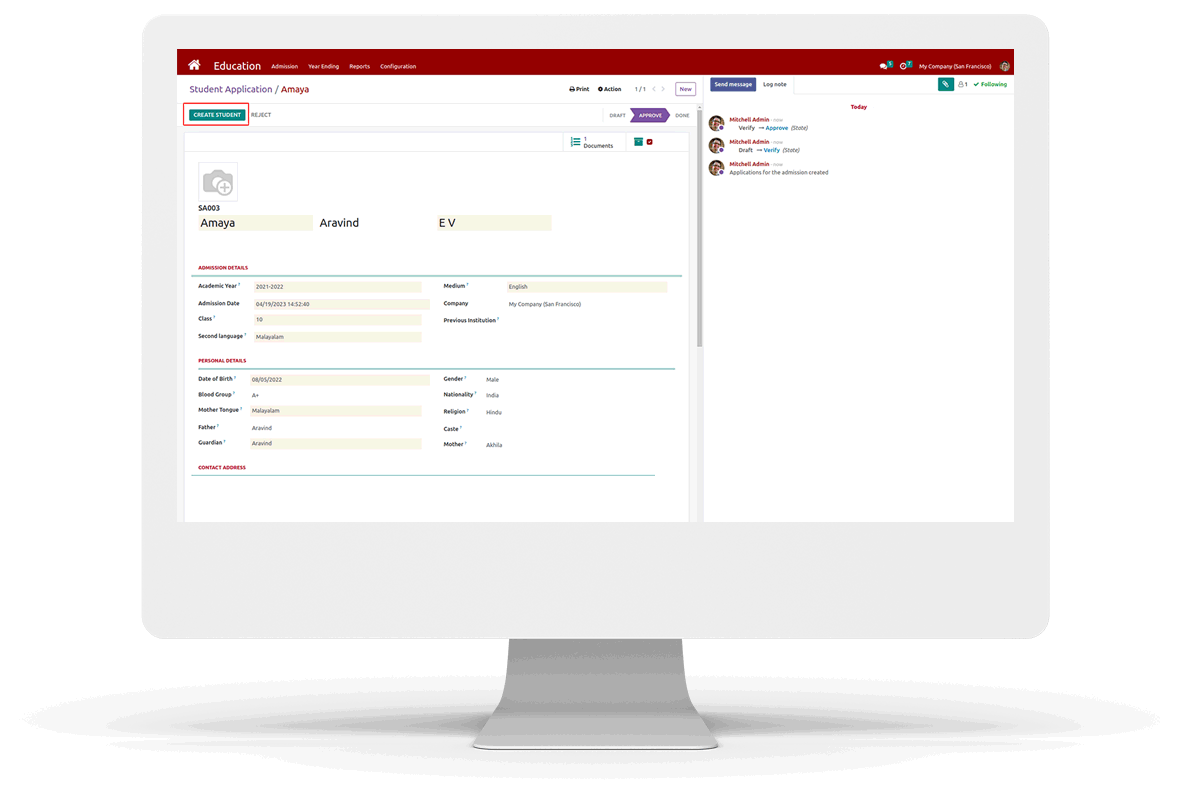 Education Admission Year Ending Reports Configuration 5 7 My Company (San Francisco)
Student Application / Amaya Print Action 1 / 1 New
Send message Log note 1 Following
CREATE STUDENT REJECT DRAFT APPROVE DONE
1
Documents
SA003
Amaya Aravind E V
ADMISSION DETAILS
Academic Year ? 2021-2022 Medium ? English
Admission Date 04/19/2023 14:52:40 Company My Company (San Francisco)
Class ? 10 Previous Institution ?
Second language ? Malayalam
PERSONAL DETAILS
Date of Birth ? 08/05/2022 Gender ? Male
Blood Group ? A+ Nationality ? India
Mother Tongue ? Malayalam Religion ? Hindu
Father ? Aravind Caste ?
Guardian ? Aravind Mother ? Akhila
CONTACT ADDRESS
Today
Mitchell Admin - now
Verify → Approve (State)
Mitchell Admin - now
Draft → Verify (State)
Mitchell Admin - now
Applications for the admission created